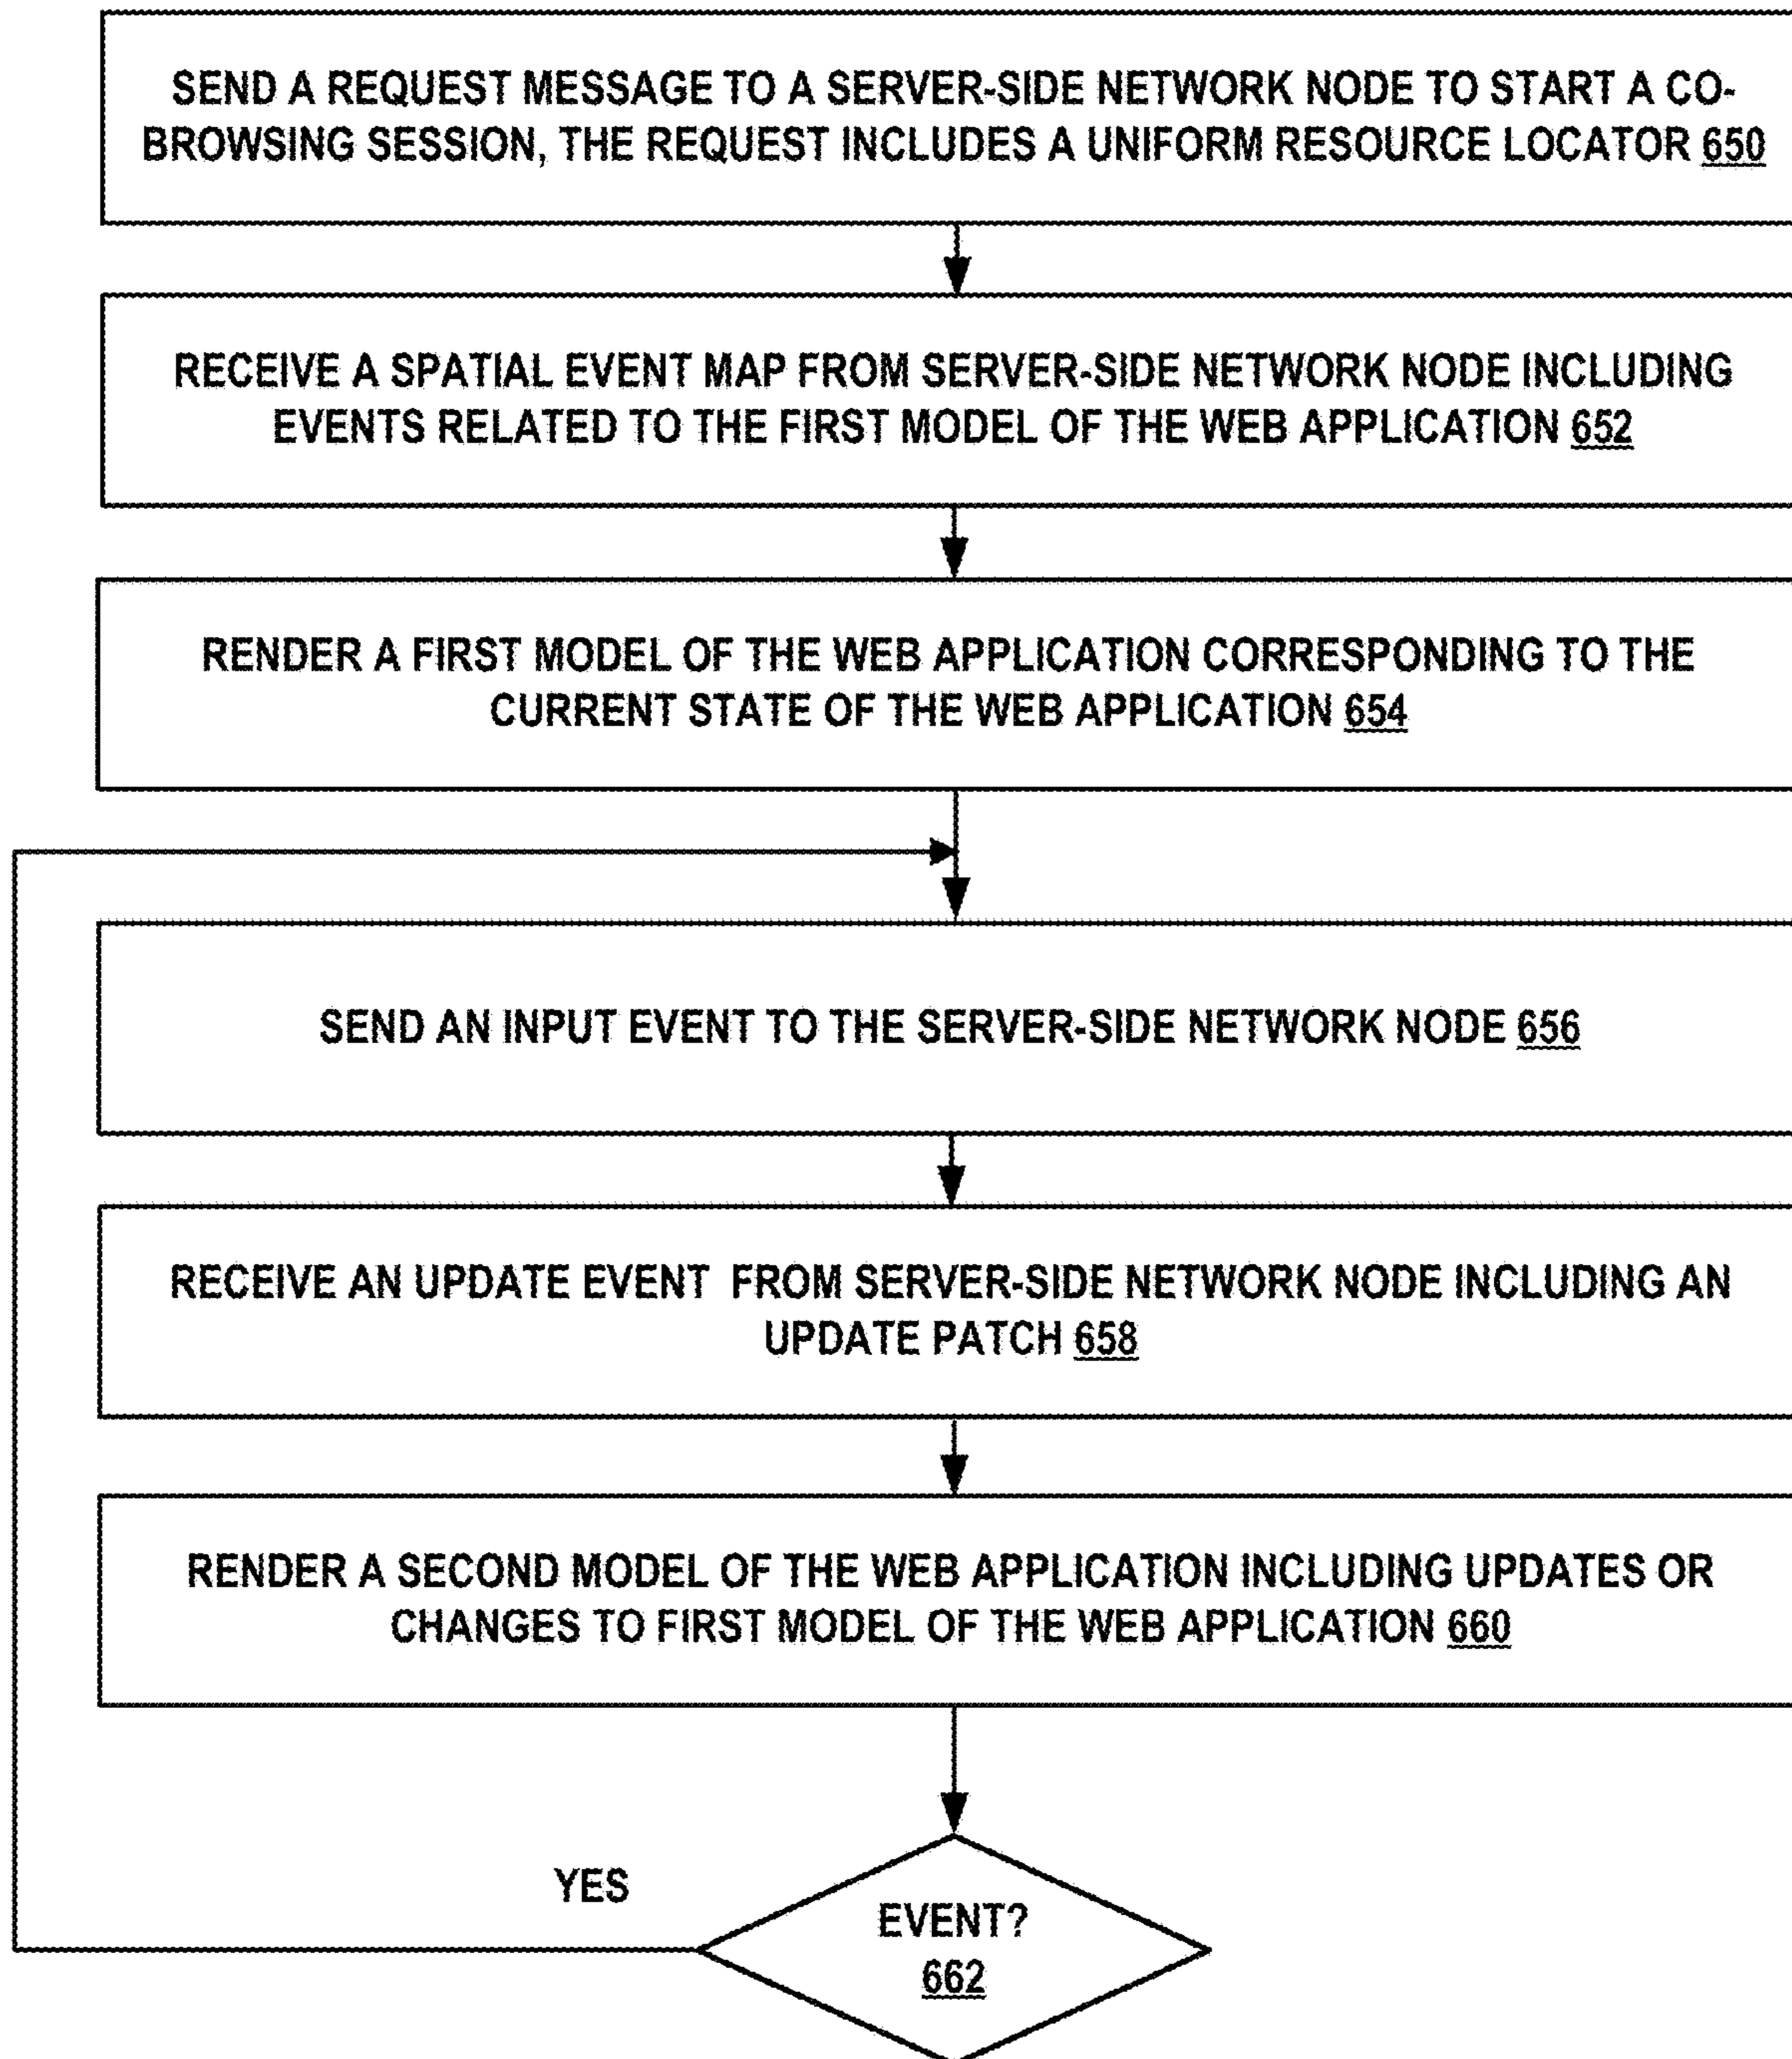 SEND A REQUEST MESSAGE TO A SERVER-SIDE NETWORK NODE TO START A CO-
BROWSING SESSION, THE REQUEST INCLUDES A UNIFORM RESOURCE LOCATOR 650
RECEIVE A SPATIAL EVENT MAP FROM SERVER-SIDE NETWORK NODE INCLUDING
EVENTS RELATED TO THE FIRST MODEL OF THE WEB APPLICATION 652
RENDER A FIRST MODEL OF THE WEB APPLICATION CORRESPONDING TO THE
CURRENT STATE OF THE WEB APPLICATION 654
SEND AN INPUT EVENT TO THE SERVER-SIDE NETWORK NODE 656
RECEIVE AN UPDATE EVENT FROM SERVER-SIDE NETWORK NODE INCLUDING AN
UPDATE PATCH 658
RENDER A SECOND MODEL OF THE WEB APPLICATION INCLUDING UPDATES OR
CHANGES TO FIRST MODEL OF THE WEB APPLICATION 660
YES
EVENT?
662